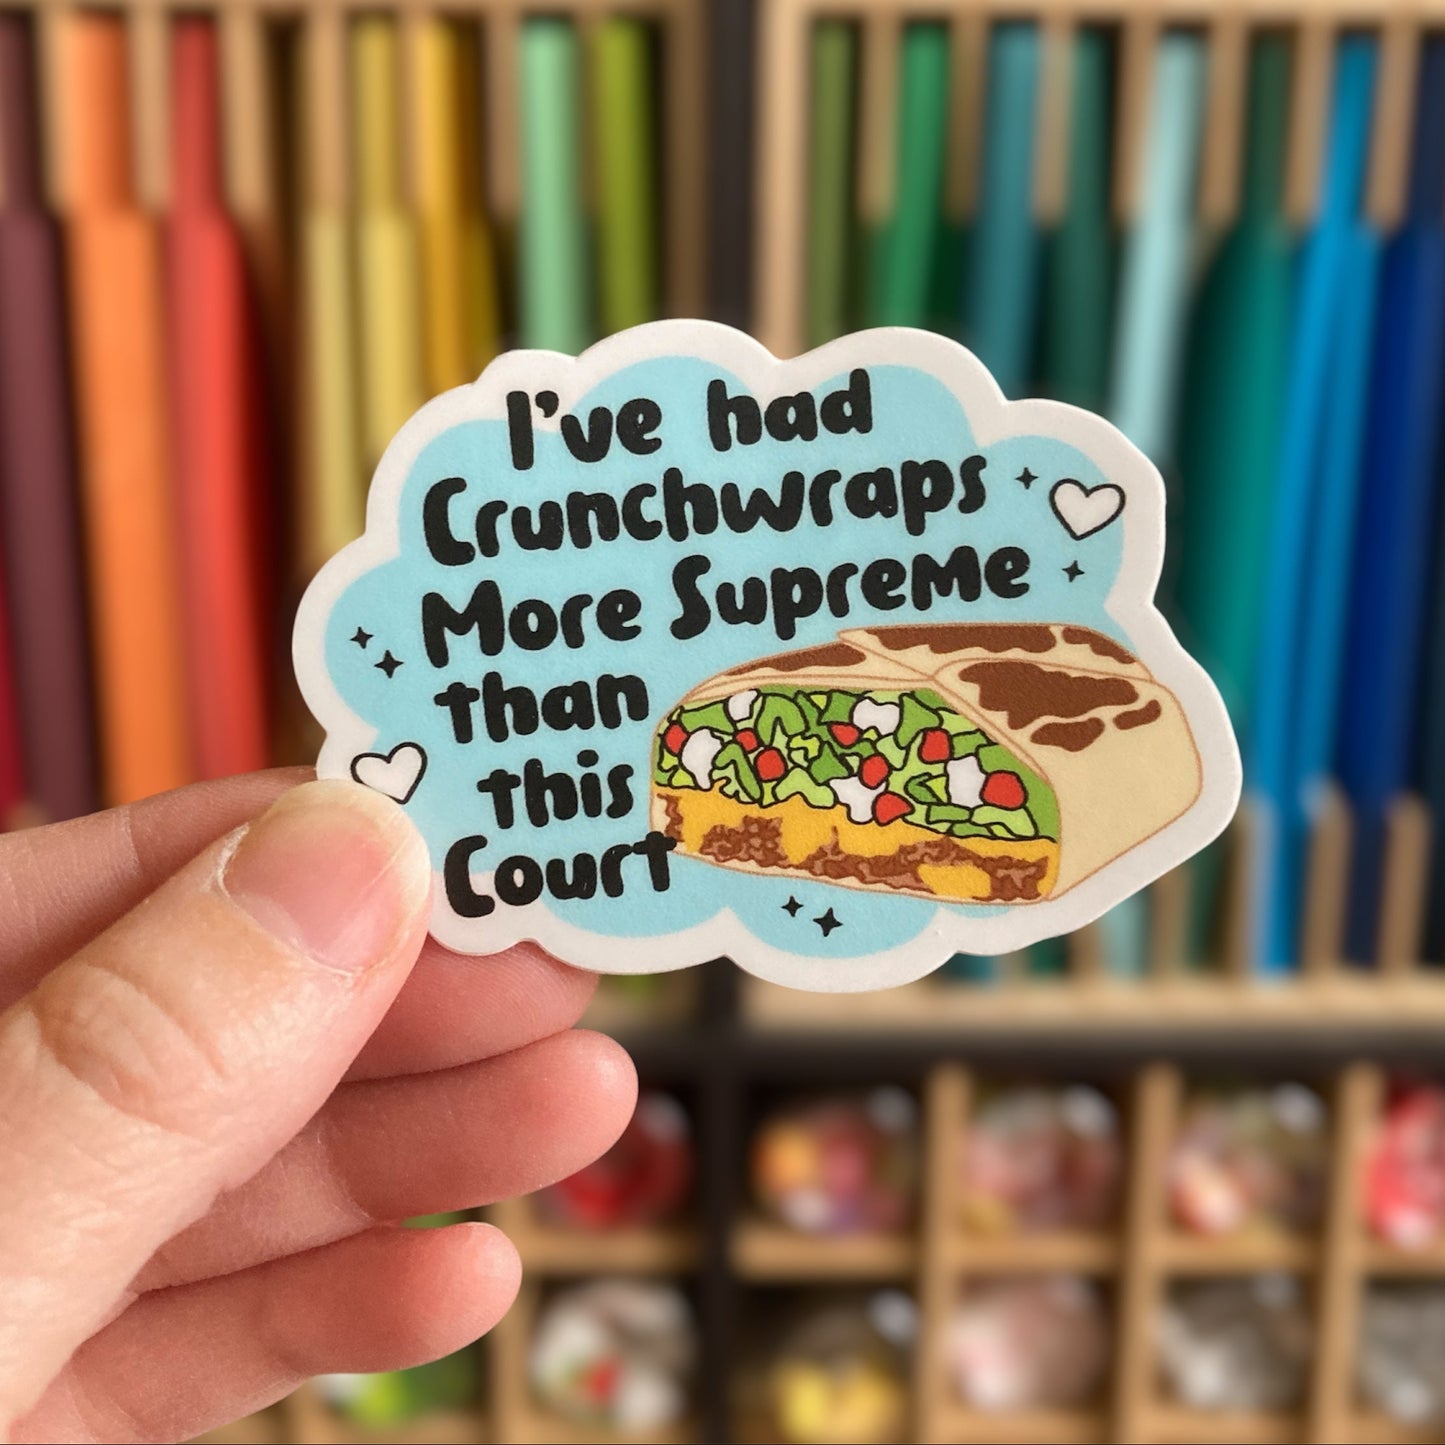 I've had
Crunchwraps
More Supreme
than
this
Court